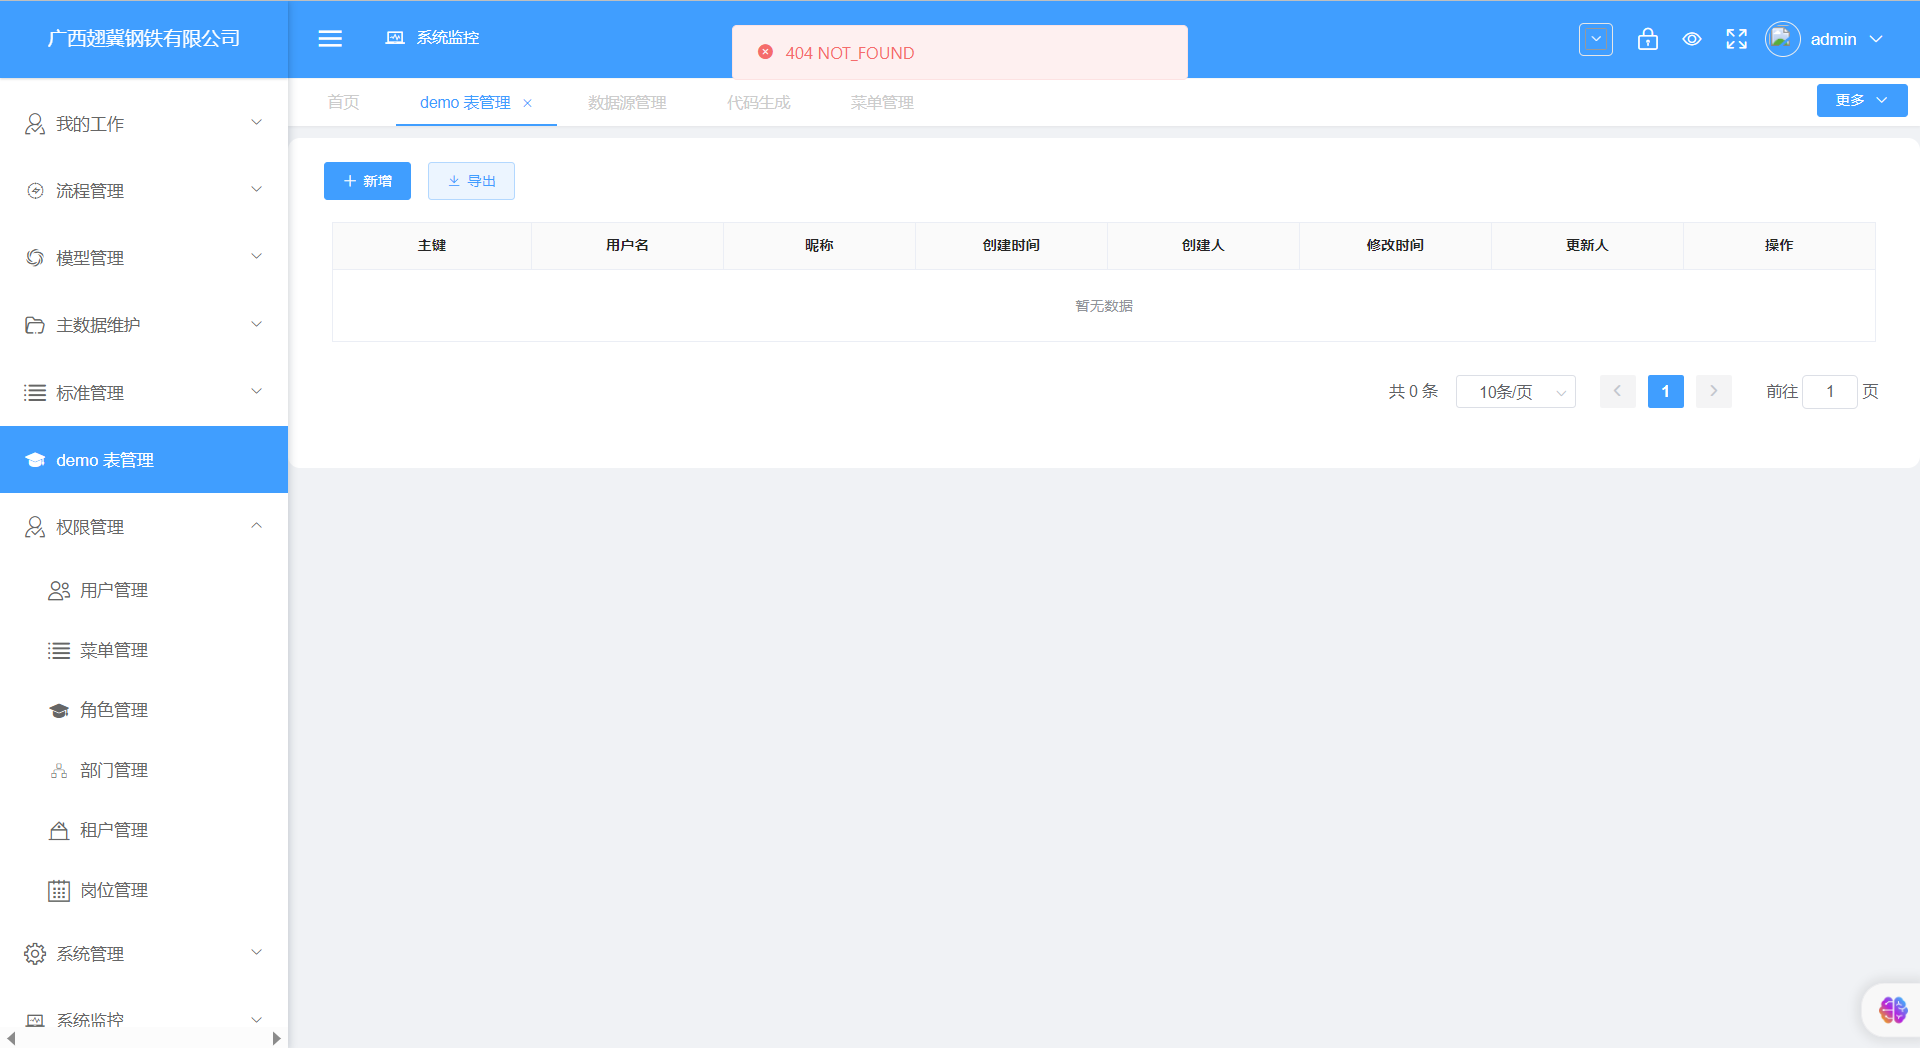 广西翅冀钢铁有限公司
系统监控
404 NOT_FOUND
admin
首页
demo 表管理
数据源管理
代码生成
菜单管理
更多
我的工作
流程管理
模型管理
主数据维护
标准管理
demo 表管理
权限管理
用户管理
菜单管理
角色管理
部门管理
租户管理
岗位管理
系统管理
系统监控
新增
导出
主键 用户名 昵称 创建时间 创建人 修改时间 更新人 操作
暂无数据
共 0 条 10条/页 1 前往 1 页